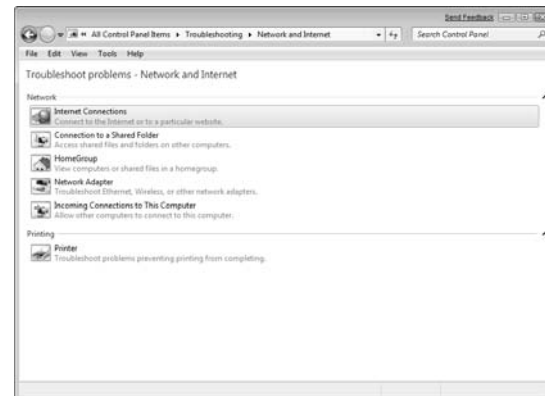 Send Feedback
All Control Panel Items ▸ Troubleshooting ▸ Network and Internet
Search Control Panel
File Edit View Tools Help
Troubleshoot problems - Network and Internet
Network
Internet Connections
Connect to the Internet or to a particular website.
Connection to a Shared Folder
Access shared files and folders on other computers.
HomeGroup
View computers or shared files in a homegroup.
Network Adapter
Troubleshoot Ethernet, Wireless, or other network adapters.
Incoming Connections to This Computer
Allow other computers to connect to this computer.
Printing
Printer
Troubleshoot problems preventing printing from completing.